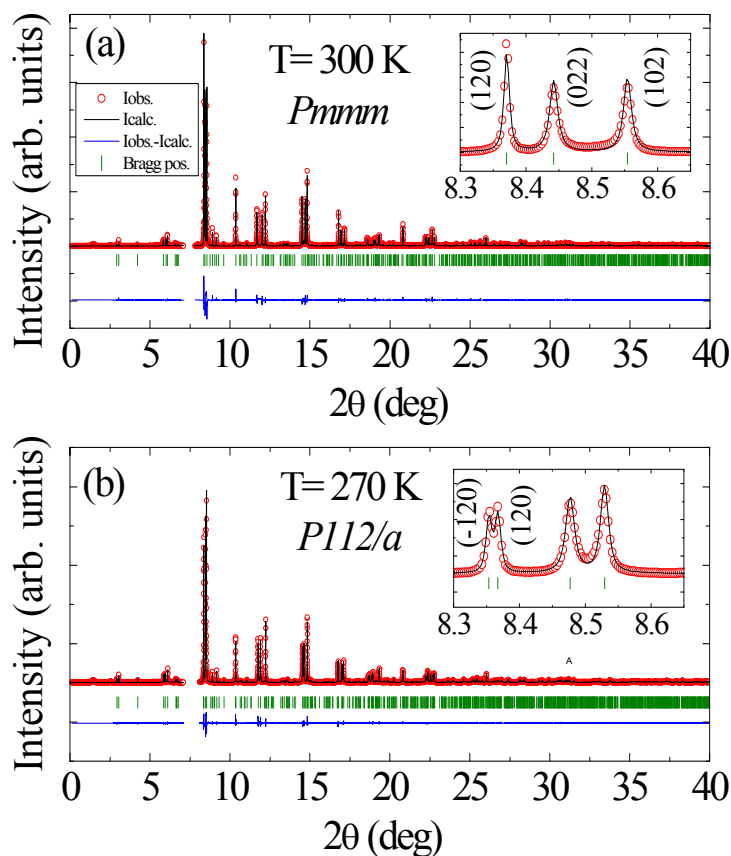 (a)
T= 300 K
Pmmm
Iobs.
Icalc.
Iobs.-Icalc.
Bragg pos.
(120)
(022)
(102)
8.3 8.4 8.5 8.6
Intensity (arb. units)
0 5 10 15 20 25 30 35 40
2θ (deg)
(b)
T= 270 K
P112/a
(-120)
(120)
8.3 8.4 8.5 8.6
A
Intensity (arb. units)
0 5 10 15 20 25 30 35 40
2θ (deg)